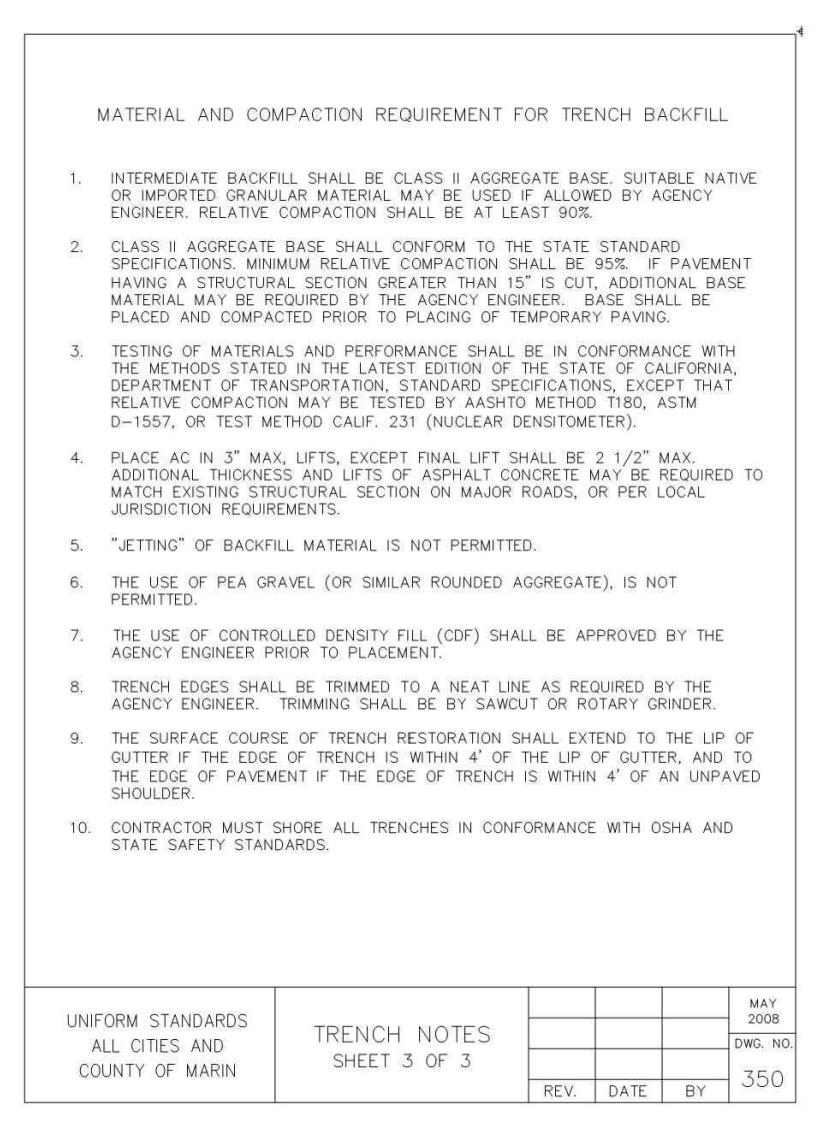 MATERIAL AND COMPACTION REQUIREMENT FOR TRENCH BACKFILL
1. INTERMEDIATE BACKFILL SHALL BE CLASS II AGGREGATE BASE. SUITABLE NATIVE
OR IMPORTED GRANULAR MATERIAL MAY BE USED IF ALLOWED BY AGENCY
ENGINEER. RELATIVE COMPACTION SHALL BE AT LEAST 90%.
2. CLASS II AGGREGATE BASE SHALL CONFORM TO THE STATE STANDARD
SPECIFICATIONS. MINIMUM RELATIVE COMPACTION SHALL BE 95%. IF PAVEMENT
HAVING A STRUCTURAL SECTION GREATER THAN 15" IS CUT, ADDITIONAL BASE
MATERIAL MAY BE REQUIRED BY THE AGENCY ENGINEER. BASE SHALL BE
PLACED AND COMPACTED PRIOR TO PLACING OF TEMPORARY PAVING.
3. TESTING OF MATERIALS AND PERFORMANCE SHALL BE IN CONFORMANCE WITH
THE METHODS STATED IN THE LATEST EDITION OF THE STATE OF CALIFORNIA,
DEPARTMENT OF TRANSPORTATION, STANDARD SPECIFICATIONS, EXCEPT THAT
RELATIVE COMPACTION MAY BE TESTED BY AASHTO METHOD T180, ASTM
D-1557, OR TEST METHOD CALIF. 231 (NUCLEAR DENSITOMETER).
4. PLACE AC IN 3" MAX, LIFTS, EXCEPT FINAL LIFT SHALL BE 2 1/2" MAX.
ADDITIONAL THICKNESS AND LIFTS OF ASPHALT CONCRETE MAY BE REQUIRED TO
MATCH EXISTING STRUCTURAL SECTION ON MAJOR ROADS, OR PER LOCAL
JURISDICTION REQUIREMENTS.
5. "JETTING" OF BACKFILL MATERIAL IS NOT PERMITTED.
6. THE USE OF PEA GRAVEL (OR SIMILAR ROUNDED AGGREGATE), IS NOT
PERMITTED.
7. THE USE OF CONTROLLED DENSITY FILL (CDF) SHALL BE APPROVED BY THE
AGENCY ENGINEER PRIOR TO PLACEMENT.
8. TRENCH EDGES SHALL BE TRIMMED TO A NEAT LINE AS REQUIRED BY THE
AGENCY ENGINEER. TRIMMING SHALL BE BY SAWCUT OR ROTARY GRINDER.
9. THE SURFACE COURSE OF TRENCH RESTORATION SHALL EXTEND TO THE LIP OF
GUTTER IF THE EDGE OF TRENCH IS WITHIN 4' OF THE LIP OF GUTTER, AND TO
THE EDGE OF PAVEMENT IF THE EDGE OF TRENCH IS WITHIN 4' OF AN UNPAVED
SHOULDER.
10. CONTRACTOR MUST SHORE ALL TRENCHES IN CONFORMANCE WITH OSHA AND
STATE SAFETY STANDARDS.
UNIFORM STANDARDS
ALL CITIES AND
COUNTY OF MARIN
TRENCH NOTES
SHEET 3 OF 3
REV. DATE BY
MAY
2008
DWG. NO.
350